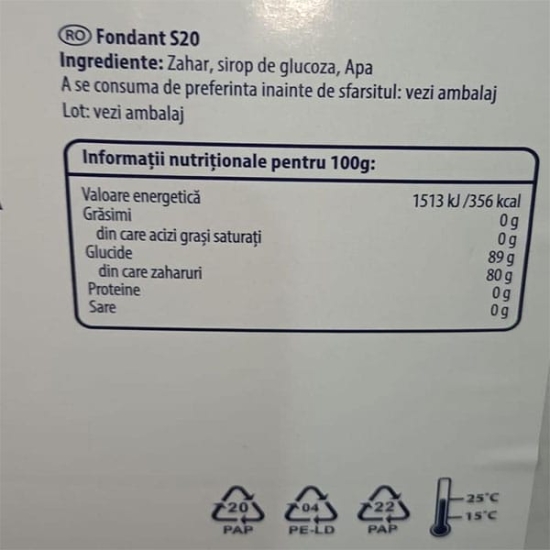 RO Fondant S20
Ingrediente: Zahar, sirop de glucoza, Apa
A se consuma de preferinta inainte de sfarsitul: vezi ambalaj
Lot: vezi ambalaj
Informații nutriționale pentru 100g:
Valoare energetică 1513 kJ /356 kcal
Grăsimi 0 g
din care acizi grași saturați 0 g
Glucide 89 g
din care zaharuri 80 g
Proteine 0 g
Sare 0 g
20 04 22 25°C
PAP PE-LD PAP 15°C